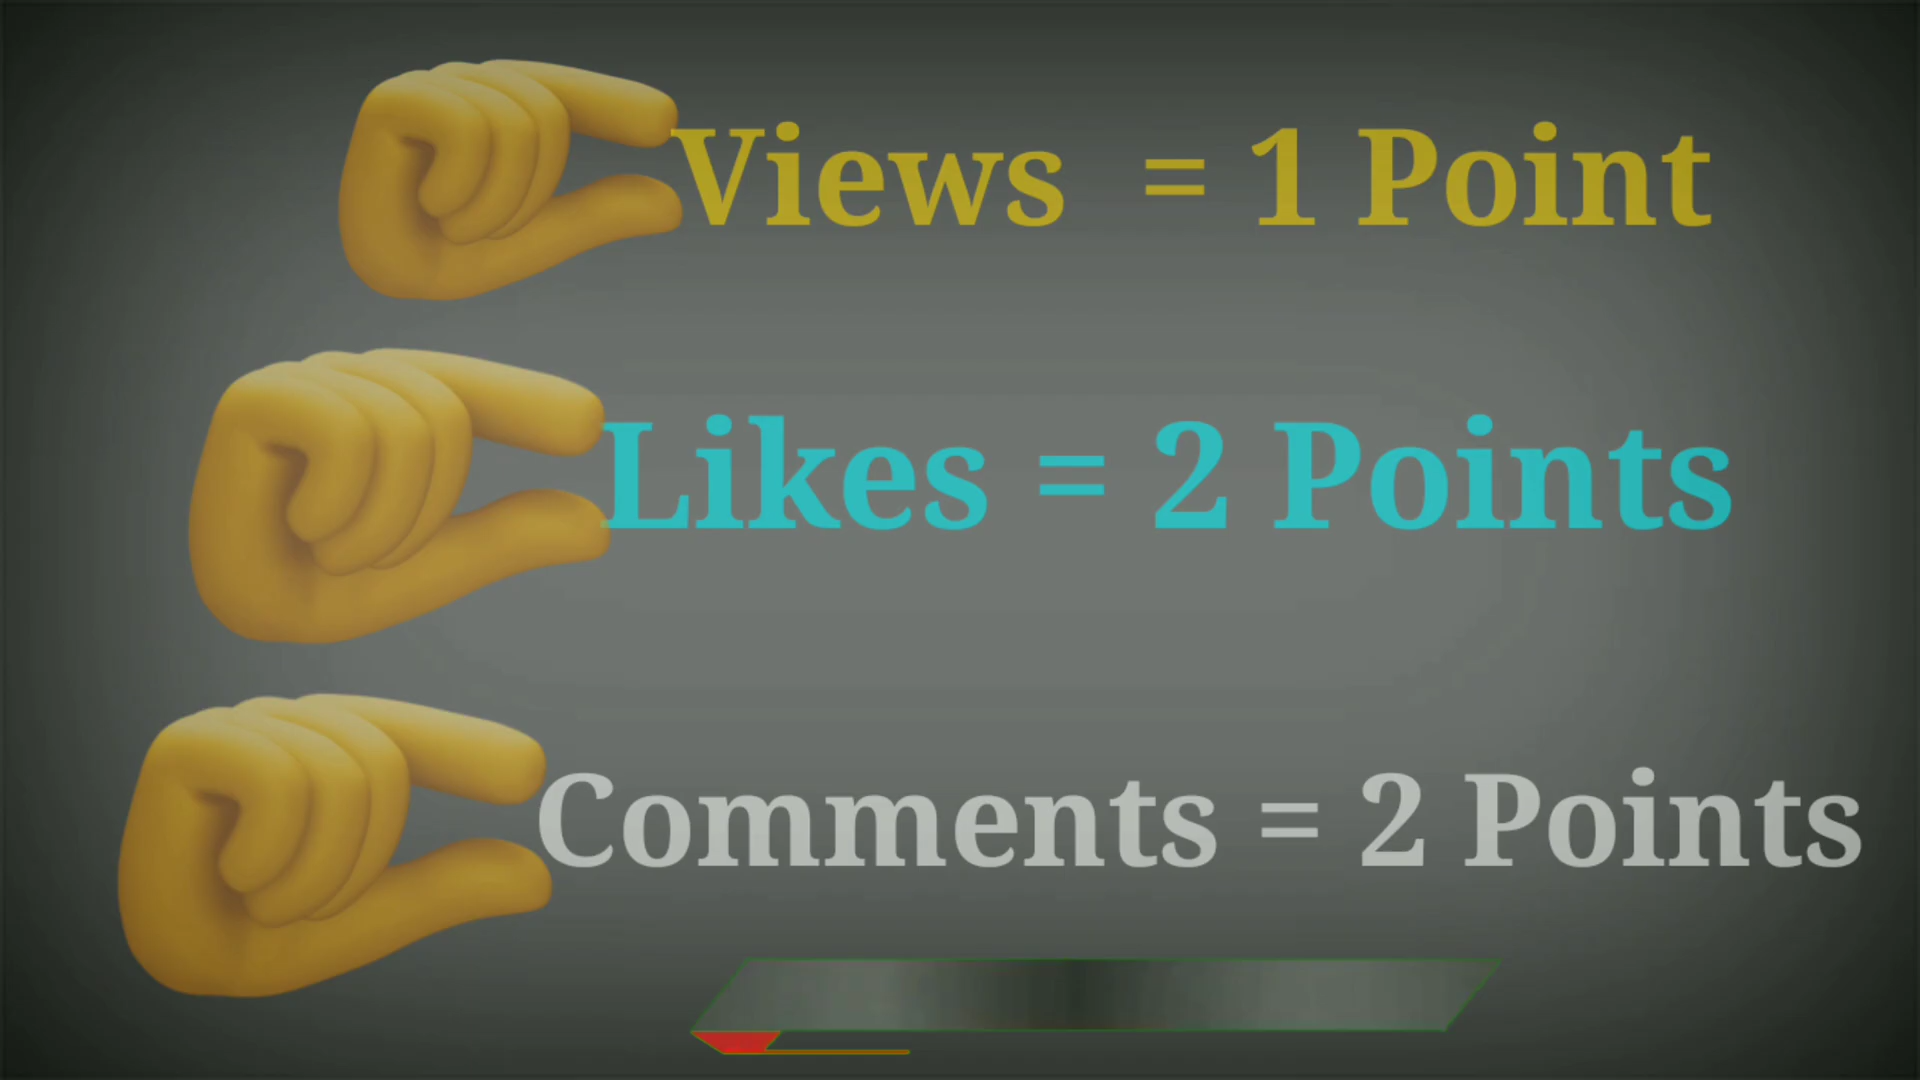 Views = 1 Point
Likes = 2 Points
Comments = 2 Points